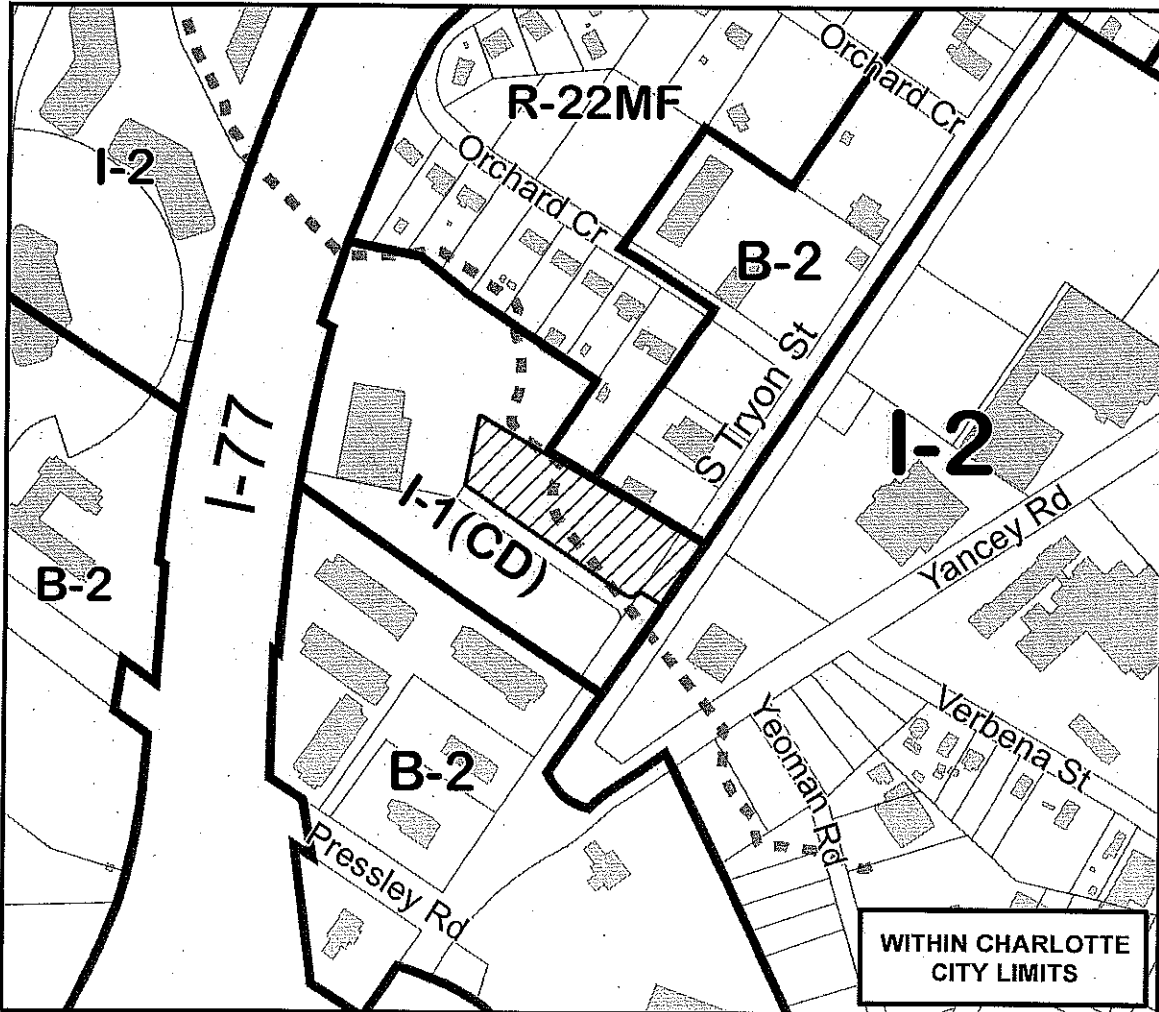 Orchard Cr
R-22MF
I-2
Orchard Cr
B-2
S Tryon St
I-2
I-77
I-1(CD)
Yancey Rd
B-2
Verbena St
Yeoman Rd
B-2
Pressley Rd
WITHIN CHARLOTTE
CITY LIMITS